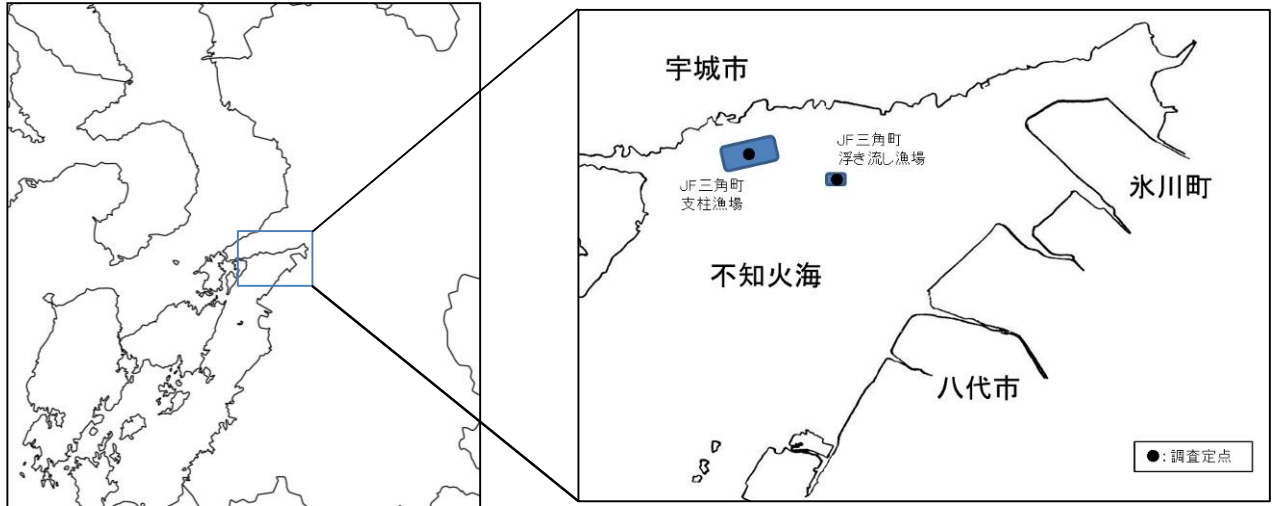 宇城市
JF三角町
浮き流し漁場
JF三角町
支柱漁場
氷川町
不知火海
八代市
●：調査定点